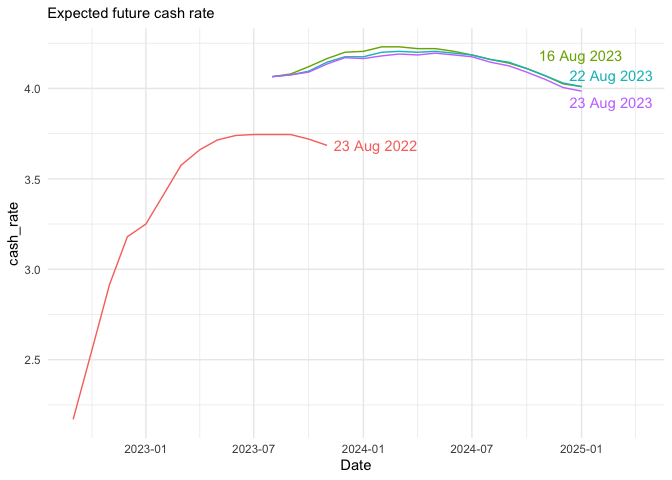 Expected future cash rate
16 Aug 2023
22 Aug 2023
23 Aug 2023
23 Aug 2022
4.0
3.5
3.0
2.5
cash_rate
2023-01
2023-07
2024-01
2024-07
2025-01
Date